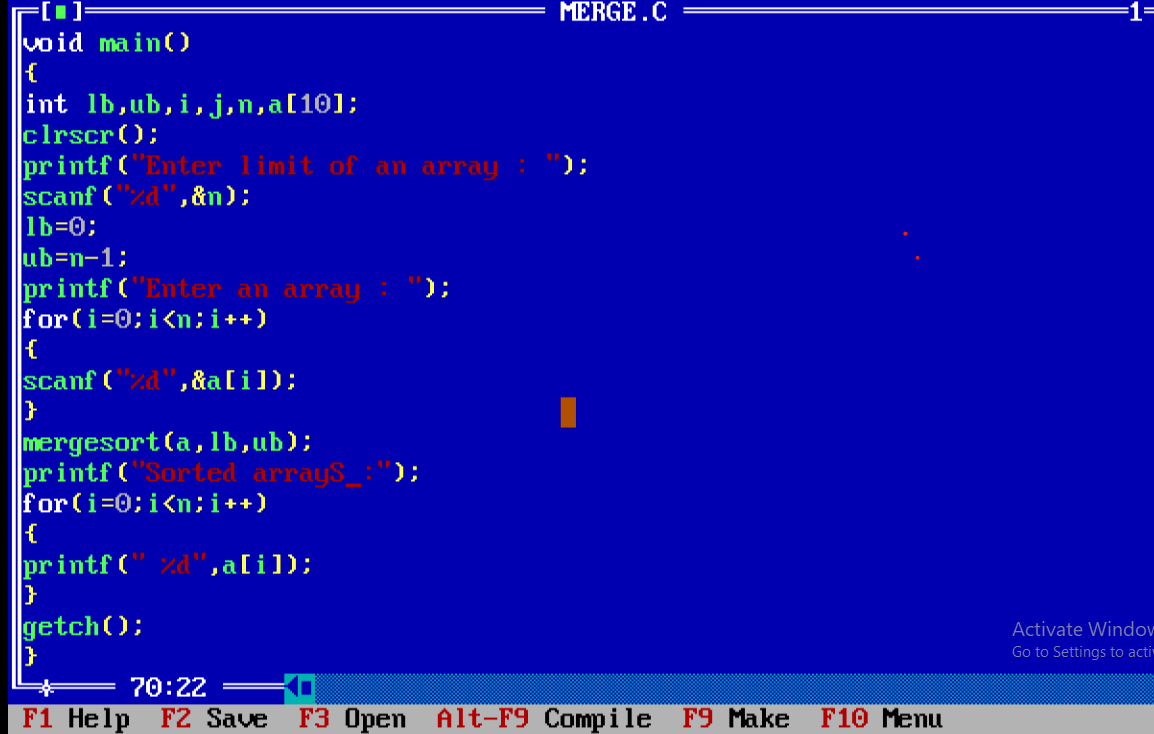 [■] MERGE.C 1
void main()
{
int lb,ub,i,j,n,a[10];
clrscr();
printf("Enter limit of an array : ");
scanf("%d",&n);
lb=0;
ub=n-1;
printf("Enter an array : ");
for(i=0;i<n;i++)
{
scanf("%d",&a[i]);
}
mergesort(a,lb,ub);
printf("Sorted arrayS_:");
for(i=0;i<n;i++)
{
printf(" %d",a[i]);
}
getch();
}
Activate Window
Go to Settings to acti
70:22
F1 Help F2 Save F3 Open Alt-F9 Compile F9 Make F10 Menu